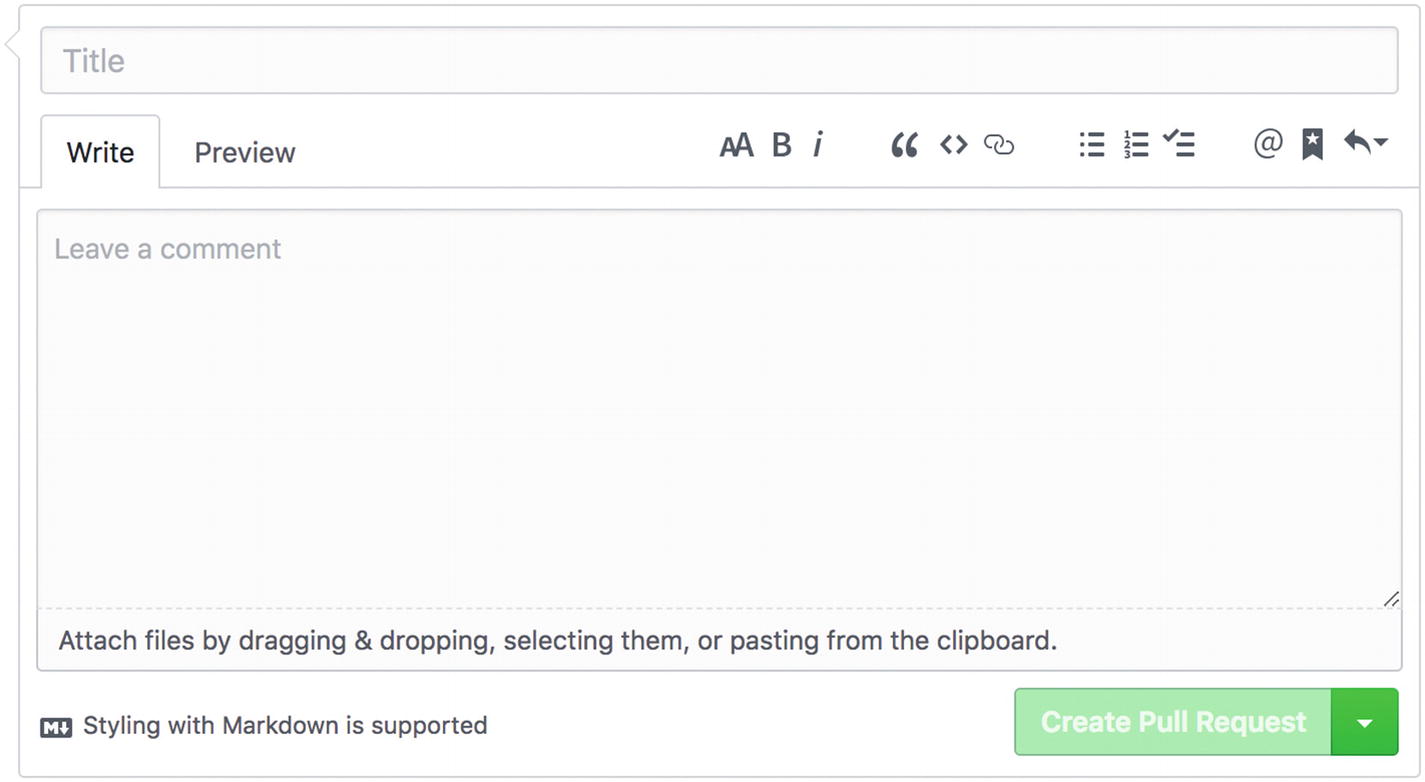 Title
Write Preview AA B i “ <> @
Leave a comment
Attach files by dragging & dropping, selecting them, or pasting from the clipboard.
M↓ Styling with Markdown is supported Create Pull Request